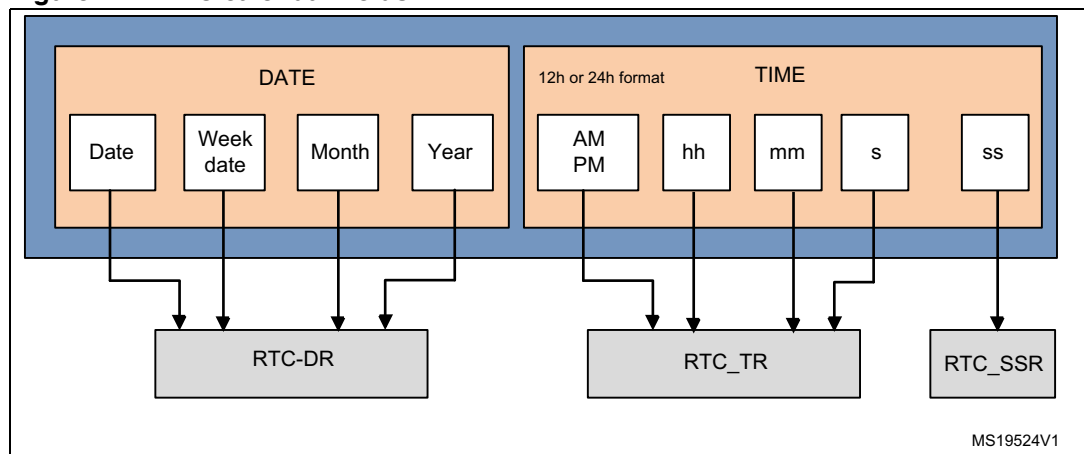 DATE
12h or 24h format
TIME
Date
Week
date
Month
Year
AM
PM
hh
mm
s
ss
RTC-DR
RTC_TR
RTC_SSR
MS19524V1